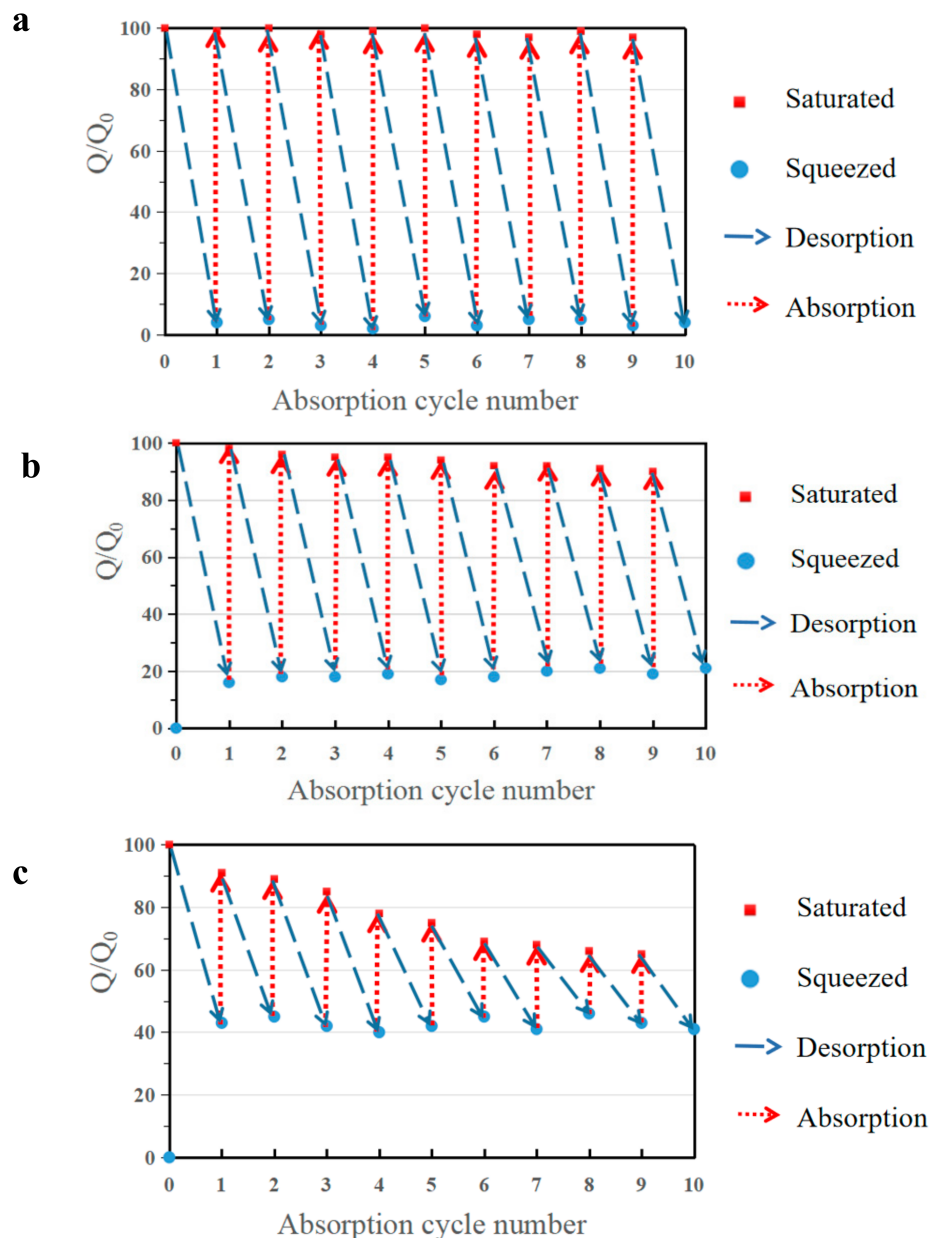 a
100
80
60
40
20
0
Q/Q₀
0 1 2 3 4 5 6 7 8 9 10
Absorption cycle number
Saturated
Squeezed
Desorption
Absorption
b
100
80
60
40
20
0
Q/Q₀
0 1 2 3 4 5 6 7 8 9 10
Absorption cycle number
Saturated
Squeezed
Desorption
Absorption
c
100
80
60
40
20
0
Q/Q₀
0 1 2 3 4 5 6 7 8 9 10
Absorption cycle number
Saturated
Squeezed
Desorption
Absorption